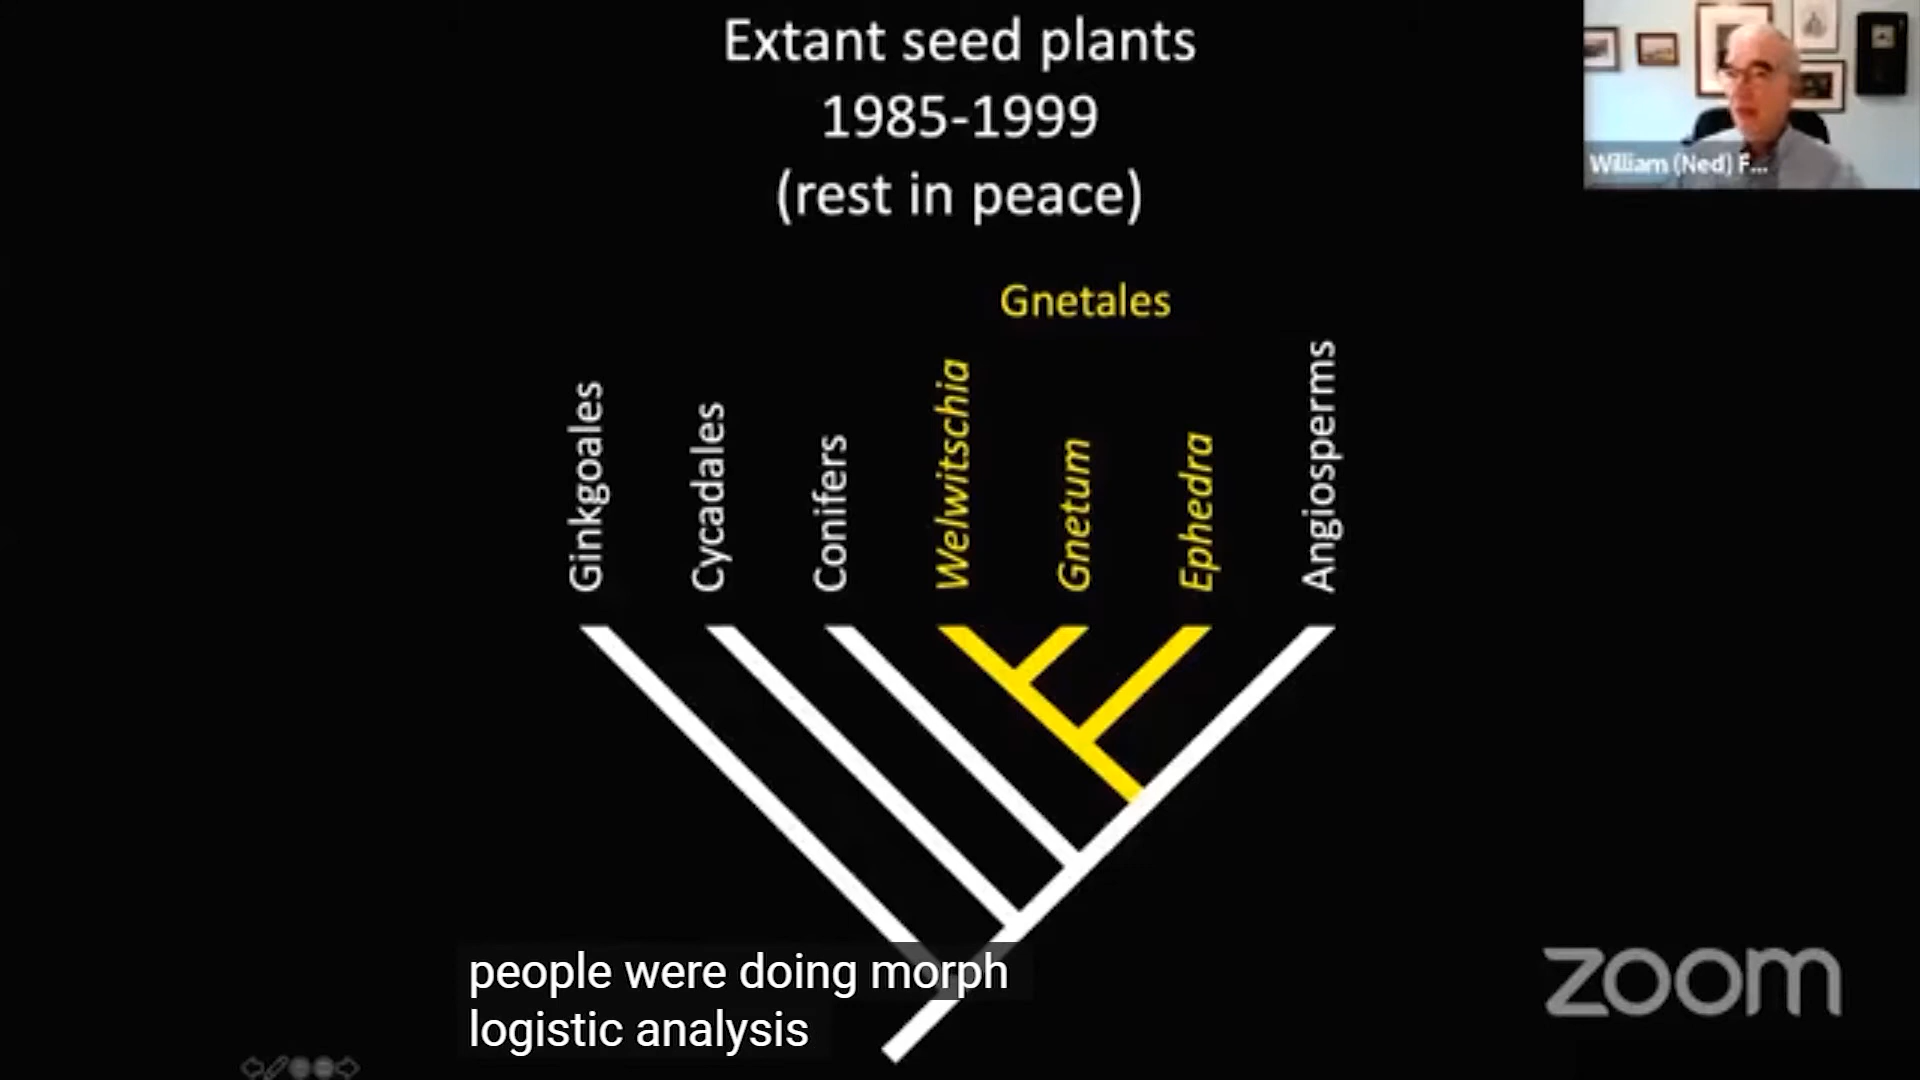 Extant seed plants
1985-1999
(rest in peace)
William (Ned) F...
Gnetales
Ginkgoales
Cycadales
Conifers
Welwitschia
Gnetum
Ephedra
Angiosperms
people were doing morph
logistic analysis
zoom